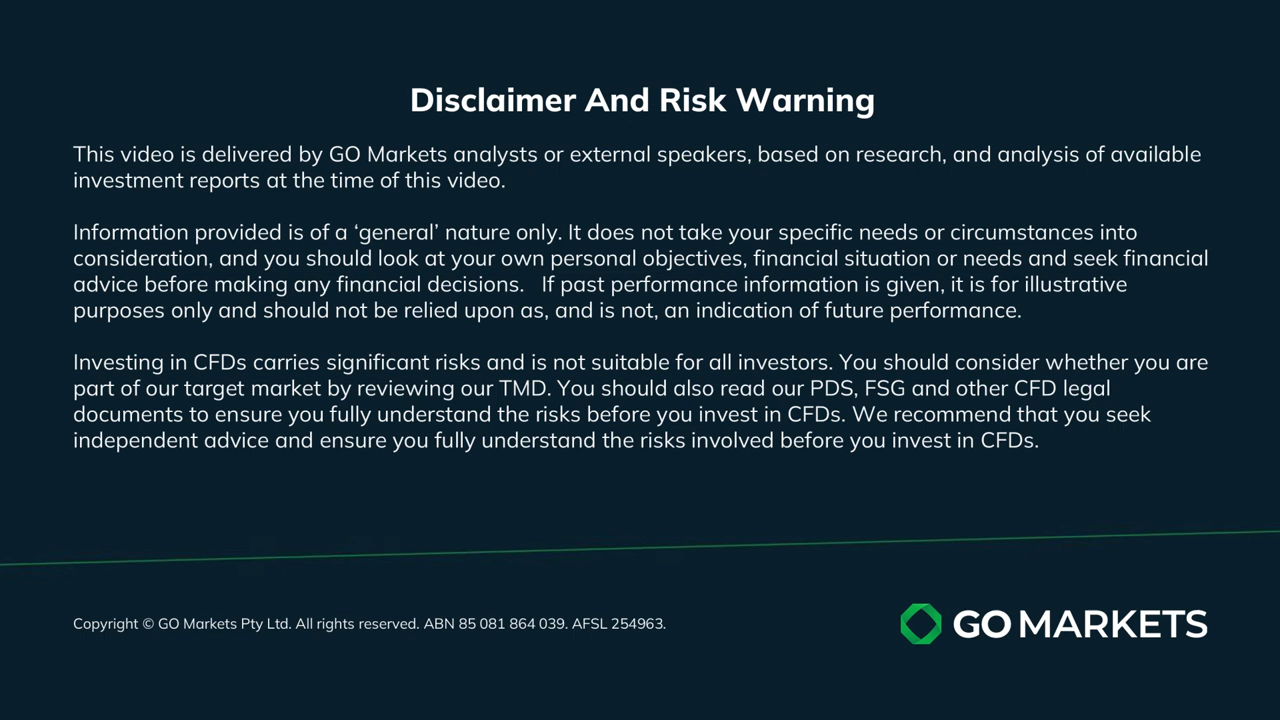 Disclaimer And Risk Warning
This video is delivered by GO Markets analysts or external speakers, based on research, and analysis of available
investment reports at the time of this video.
Information provided is of a ‘general’ nature only. It does not take your specific needs or circumstances into
consideration, and you should look at your own personal objectives, financial situation or needs and seek financial
advice before making any financial decisions.   If past performance information is given, it is for illustrative
purposes only and should not be relied upon as, and is not, an indication of future performance.
Investing in CFDs carries significant risks and is not suitable for all investors. You should consider whether you are
part of our target market by reviewing our TMD. You should also read our PDS, FSG and other CFD legal
documents to ensure you fully understand the risks before you invest in CFDs. We recommend that you seek
independent advice and ensure you fully understand the risks involved before you invest in CFDs.
Copyright © GO Markets Pty Ltd. All rights reserved. ABN 85 081 864 039. AFSL 254963.
GO MARKETS